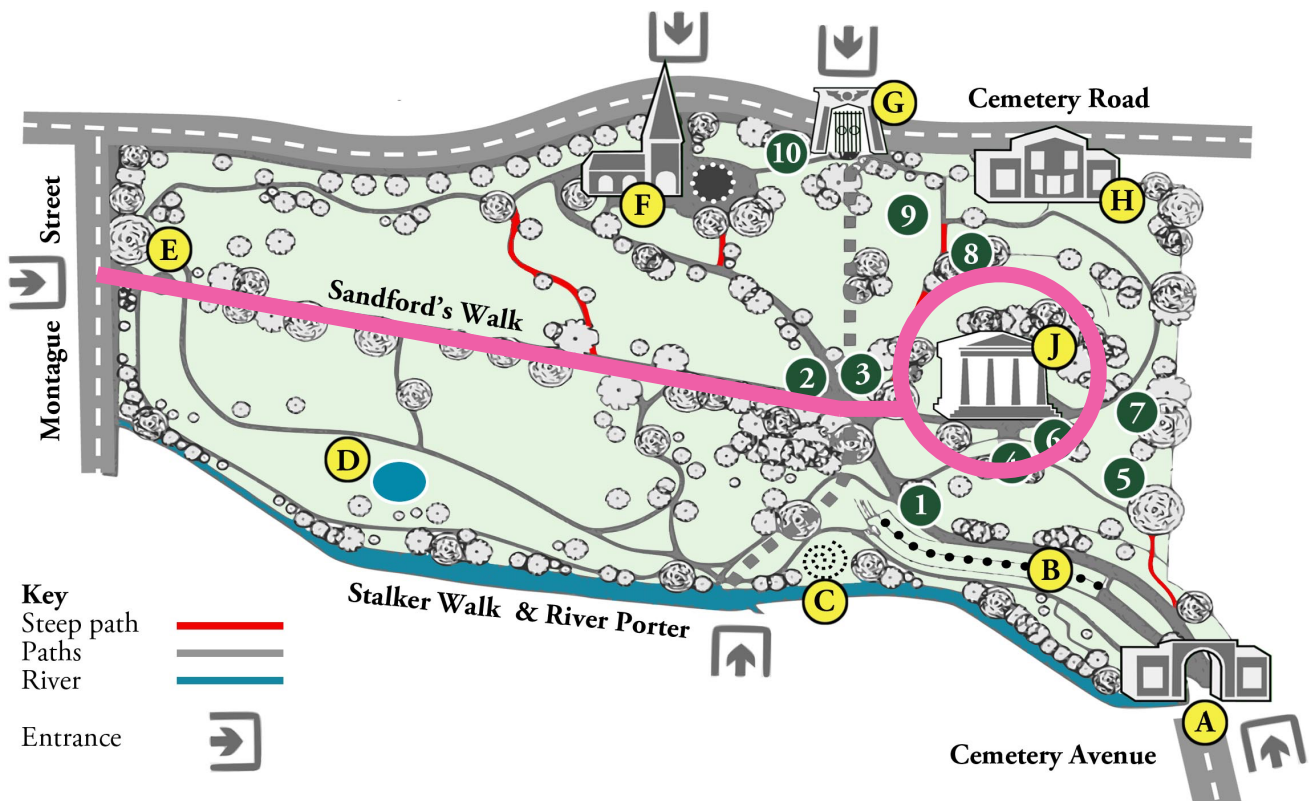 Cemetery Road
G
10
H
F
9
Montague Street
E
8
Sandford's Walk
J
2
3
7
6
4
D
5
1
B
C
Stalker Walk & River Porter
Key
Steep path
Paths
River
Entrance
A
Cemetery Avenue